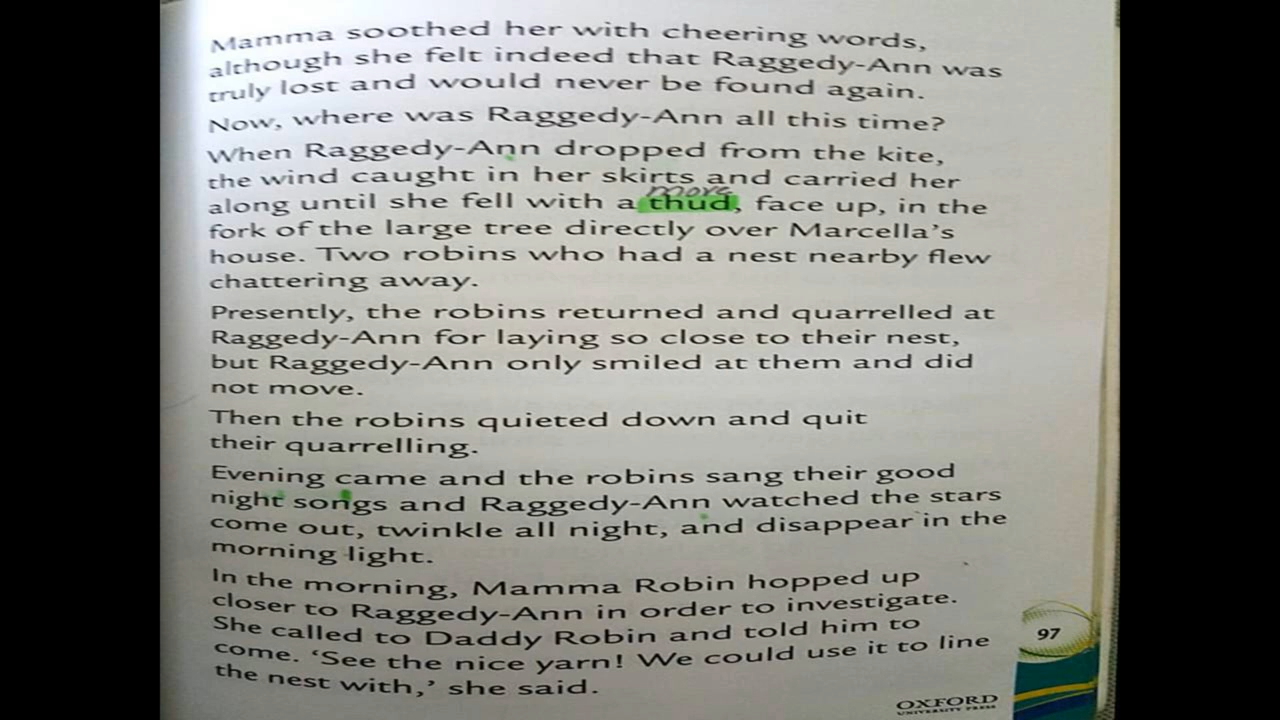 Mamma soothed her with cheering words,
although she felt indeed that Raggedy-Ann was
truly lost and would never be found again.
Now, where was Raggedy-Ann all this time?
When Raggedy-Ann dropped from the kite,
the wind caught in her skirts and carried her
more
along until she fell with a thud, face up, in the
fork of the large tree directly over Marcella's
house. Two robins who had a nest nearby flew
chattering away.
Presently, the robins returned and quarrelled at
Raggedy-Ann for laying so close to their nest,
but Raggedy-Ann only smiled at them and did
not move.
Then the robins quieted down and quit
their quarrelling.
Evening came and the robins sang their good
night songs and Raggedy-Ann watched the stars
come out, twinkle all night, and disappear in the
morning light.
In the morning, Mamma Robin hopped up
closer to Raggedy-Ann in order to investigate.
She called to Daddy Robin and told him to
come. ‘See the nice yarn! We could use it to line
the nest with,’ she said.
97
OXFORD
UNIVERSITY PRESS